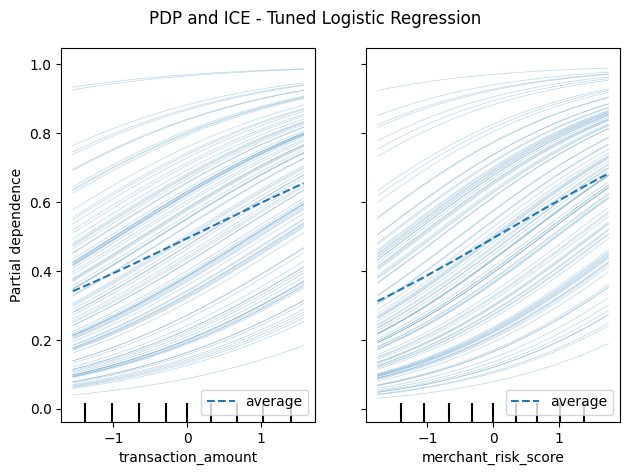 PDP and ICE - Tuned Logistic Regression
Partial dependence
1.0
0.8
0.6
0.4
0.2
0.0
average
average
−1 0 1
−1 0 1
transaction_amount
merchant_risk_score